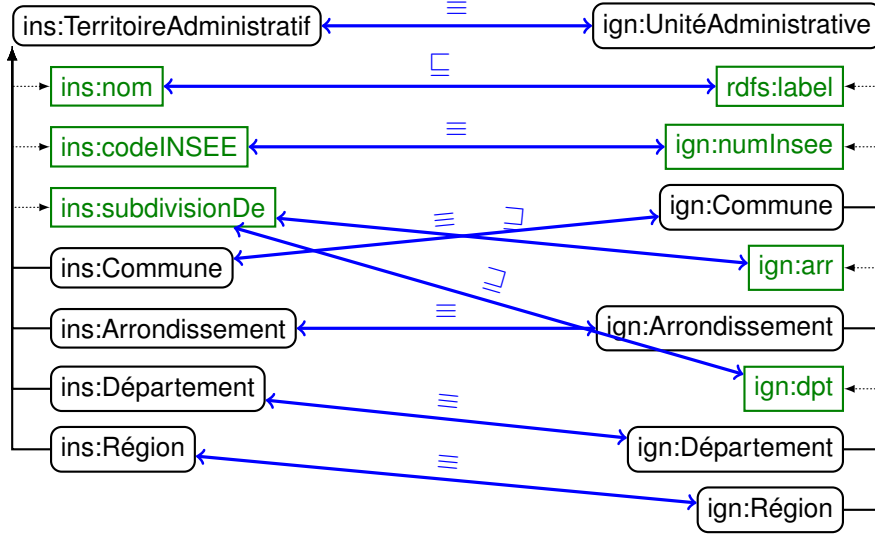 ins:TerritoireAdministratif ≡ ign:UnitéAdministrative
ins:nom ⊑ rdfs:label
ins:codeINSEE ≡ ign:numInsee
ins:subdivisionDe ≡ ⊒ ign:Commune
ins:Commune ⊒ ign:arr
ins:Arrondissement ≡ ign:Arrondissement
ins:Département ≡ ign:dpt
ins:Région ≡ ign:Département
ign:Région